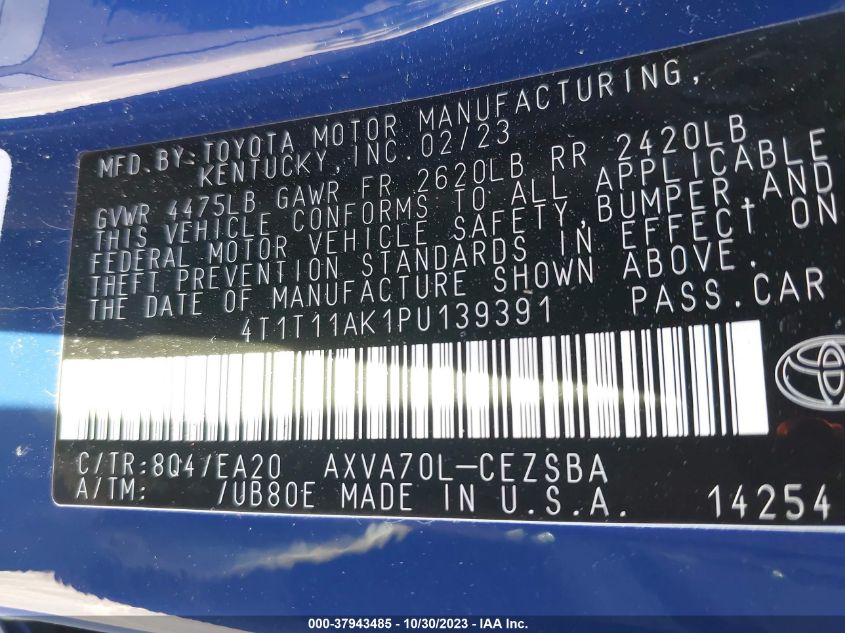 MFD.BY:TOYOTA MOTOR MANUFACTURING,
KENTUCKY,INC.02/23
GVWR 4475LB GAWR FR 2620LB RR 2420LB
THIS VEHICLE CONFORMS TO ALL APPLICABLE
FEDERAL MOTOR VEHICLE SAFETY,BUMPER,AND
THEFT PREVENTION STANDARDS IN EFFECT ON
THE DATE OF MANUFACTURE SHOWN ABOVE.
4T1T11AK1PU139391 PASS.CAR
C/TR:8Q4/EA20 AXVA70L-CEZSBA
A/TM: /UB80E MADE IN U.S.A. 14254
000-37943485 - 10/30/2023 - IAA Inc.